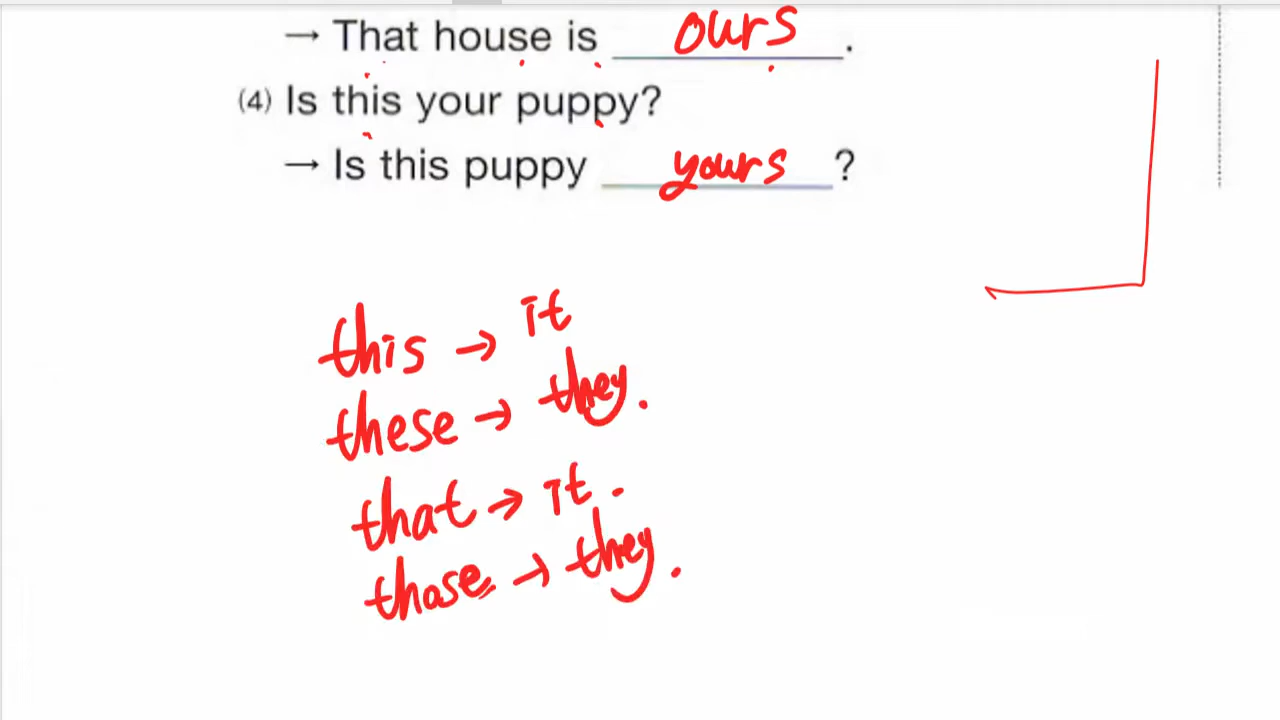 → That house is ours.
(4) Is this your puppy?
→ Is this puppy yours?
this → it
these → they.
that → it.
those → they.